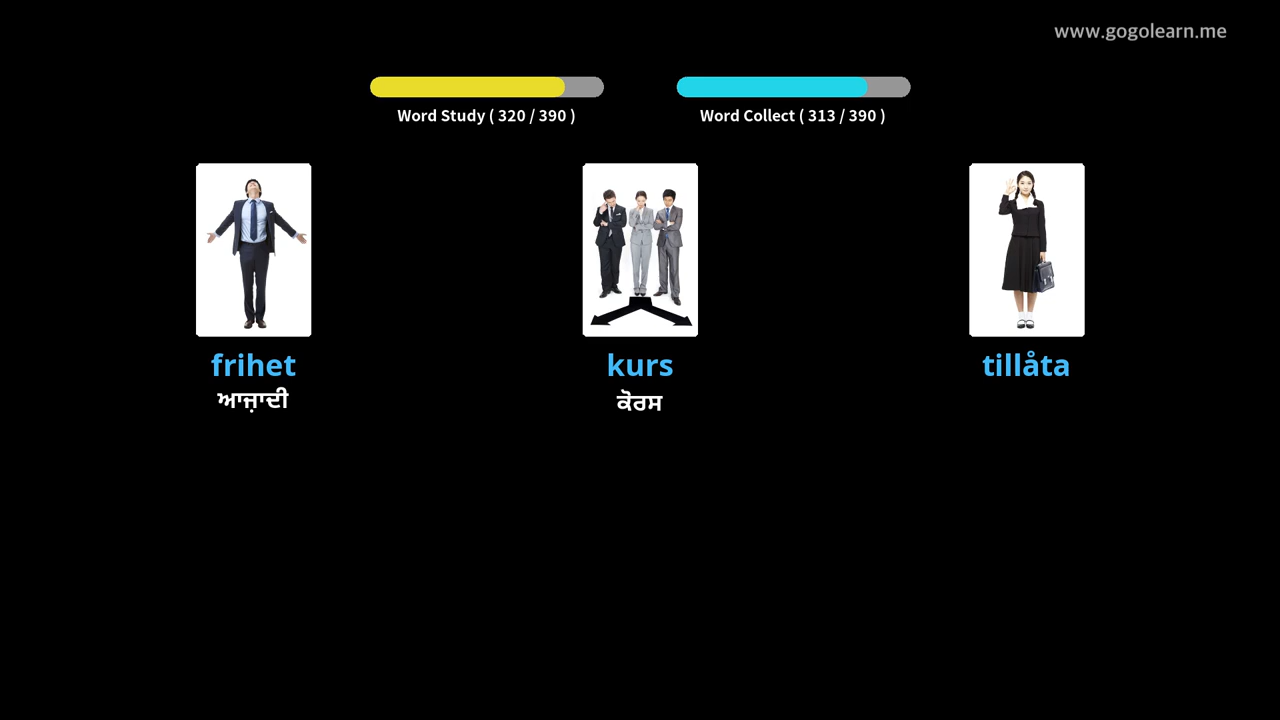 www.gogolearn.me
Word Study ( 320 / 390 )
Word Collect ( 313 / 390 )
frihet
kurs
tillåta
ਆਜ਼ਾਦੀ
ਕੋਰਸ